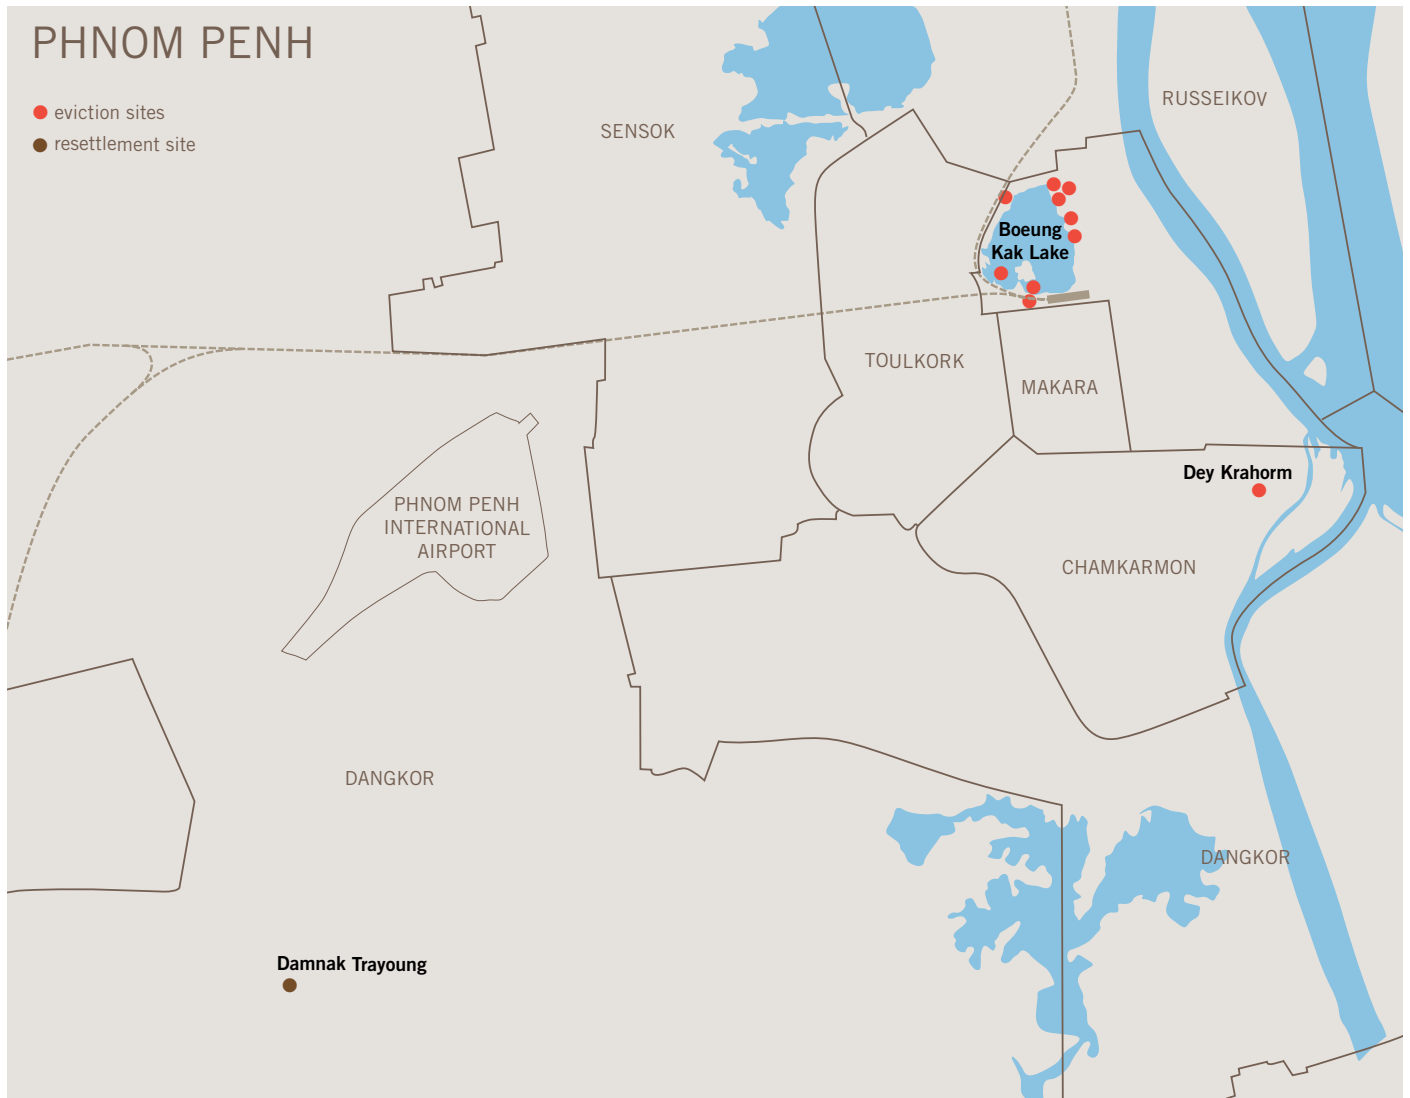 PHNOM PENH
eviction sites
resettlement site
SENSOK
RUSSEIKOV
Boeung
Kak Lake
TOULKORK
MAKARA
Dey Krahorm
PHNOM PENH
INTERNATIONAL
AIRPORT
CHAMKARMON
DANGKOR
DANGKOR
Damnak Trayoung